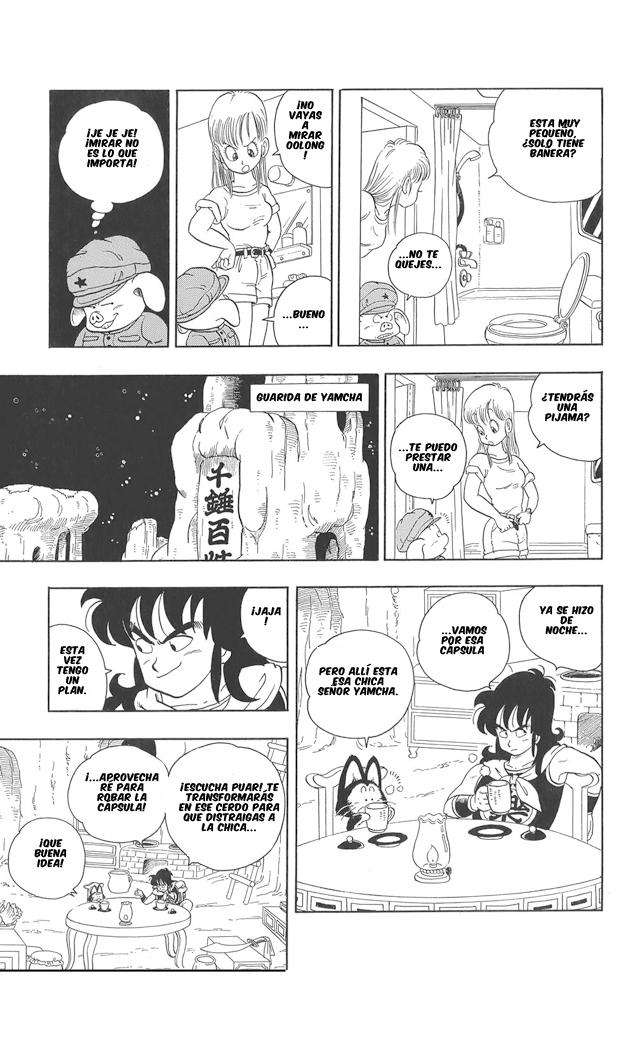 ESTA MUY
PEQUEÑO,
¿SOLO TIENE
BAÑERA?
...NO TE
QUEJES...
¡NO
VAYAS
A
MIRAR
OOLONG
!
...BUENO
...
¡JE JE JE!
¡MIRAR NO
ES LO QUE
IMPORTA!
¿TENDRÁS
UNA
PIJAMA?
...TE PUEDO
PRESTAR
UNA...
GUARIDA DE YAMCHA
千錘百
YA SE HIZO
DE
NOCHE...
...VAMOS
POR ESA
CÁPSULA
PERO ALLÍ ESTA
ESA CHICA
SEÑOR YAMCHA.
¡JAJA
!
ESTA
VEZ
TENGO
UN
PLAN.
¡ESCUCHA PUAR!, TE
TRANSFORMARÁS
EN ESE CERDO PARA
QUE DISTRAIGAS A
LA CHICA...
¡...APROVECHA
RE PARA
ROBAR LA
CÁPSULA!
¡QUE
BUENA
IDEA!